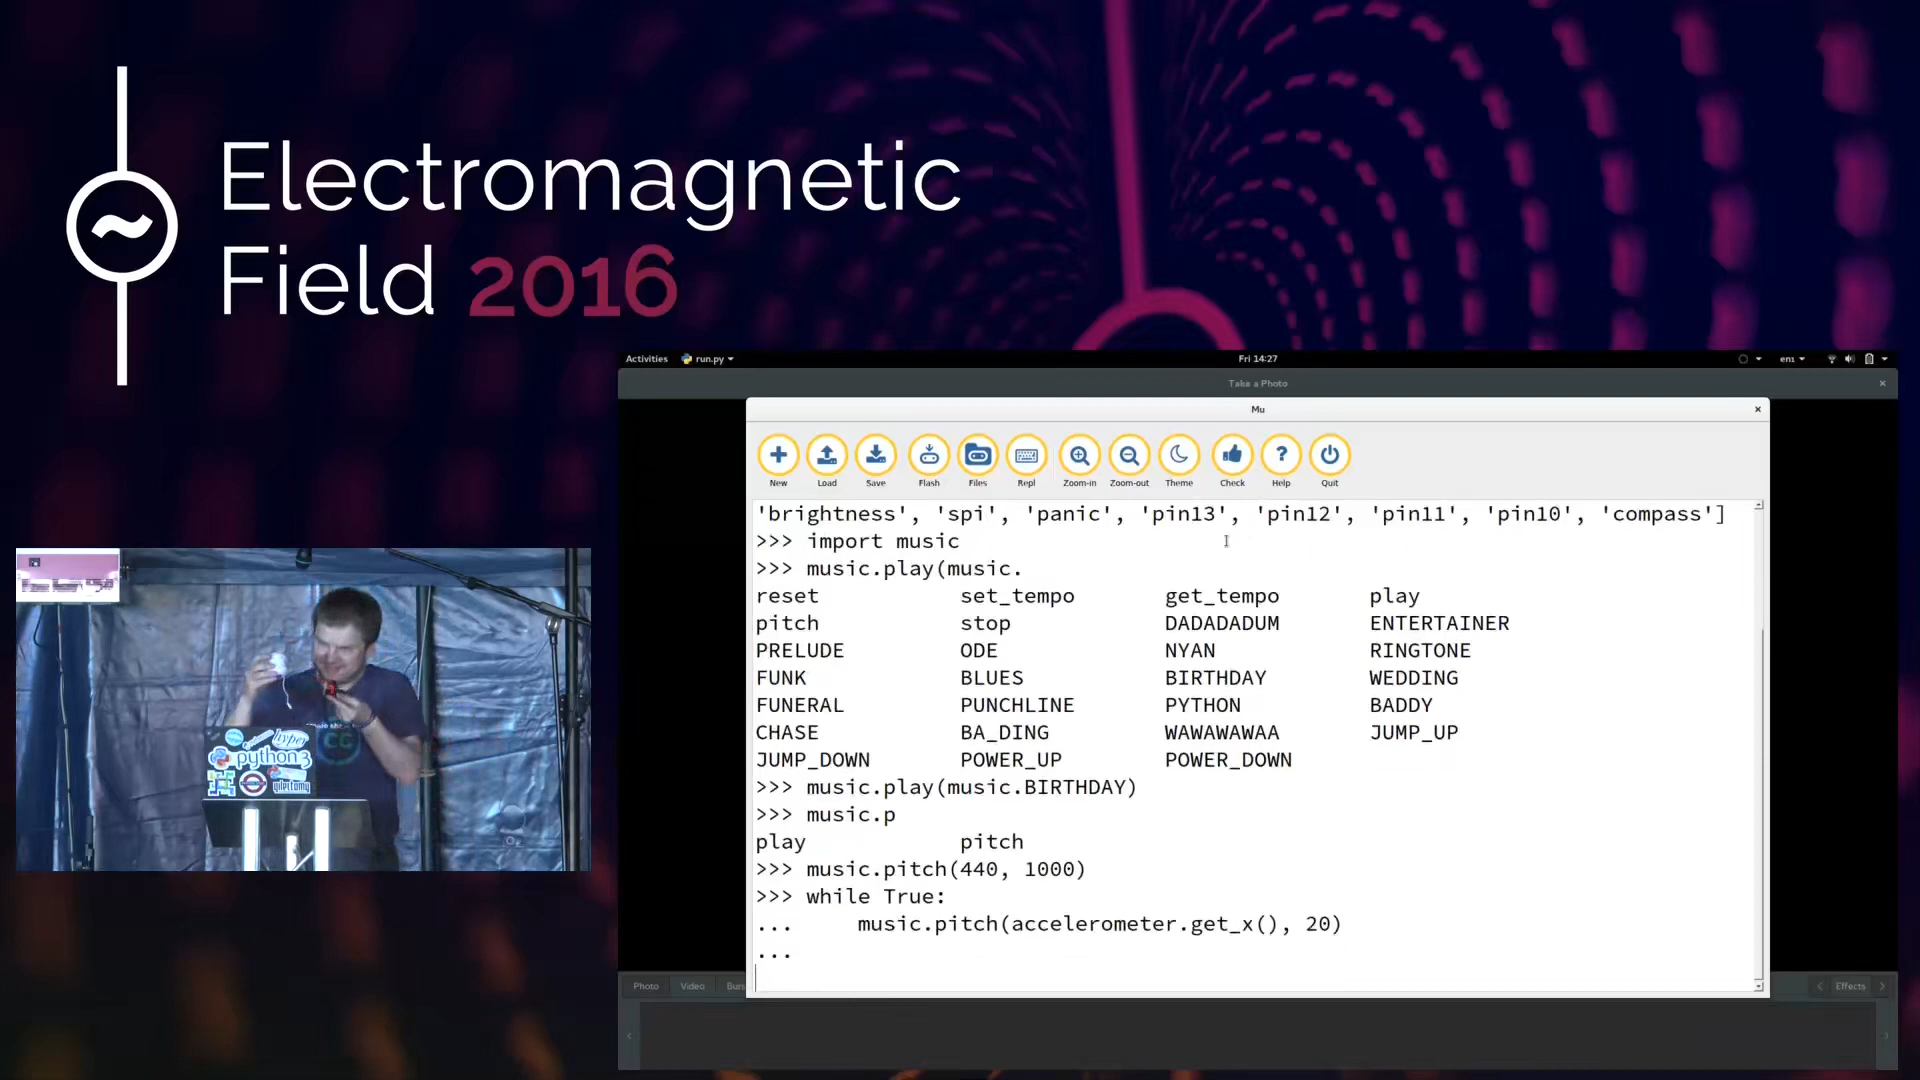 Electromagnetic
Field 2016
Activities run.py Fri 14:27 en1
Take a Photo
Mu
New Load Save Flash Files Repl Zoom-in Zoom-out Theme Check Help Quit
'brightness', 'spi', 'panic', 'pin13', 'pin12', 'pin11', 'pin10', 'compass']
>>> import music
>>> music.play(music.
reset set_tempo get_tempo play
pitch stop DADADADUM ENTERTAINER
PRELUDE ODE NYAN RINGTONE
FUNK BLUES BIRTHDAY WEDDING
FUNERAL PUNCHLINE PYTHON BADDY
CHASE BA_DING WAWAWAWAA JUMP_UP
JUMP_DOWN POWER_UP POWER_DOWN
>>> music.play(music.BIRTHDAY)
>>> music.p
play pitch
>>> music.pitch(440, 1000)
>>> while True:
...     music.pitch(accelerometer.get_x(), 20)
...
Photo Video Effects
hyper
python3
CC